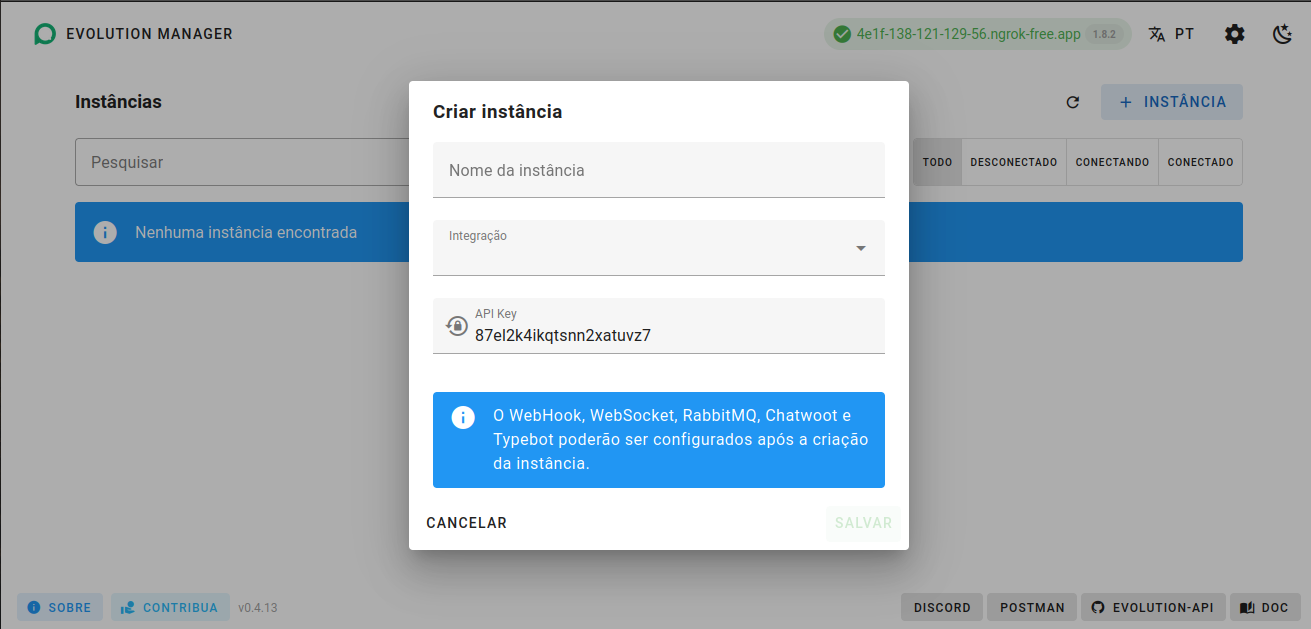 EVOLUTION MANAGER
4e1f-138-121-129-56.ngrok-free.app 1.8.2
PT
Instâncias
+ INSTÂNCIA
Pesquisar
TODO DESCONECTADO CONECTANDO CONECTADO
Nenhuma instância encontrada
Criar instância
Nome da instância
Integração
API Key
87el2k4ikqtsnn2xatuvz7
O WebHook, WebSocket, RabbitMQ, Chatwoot e
Typebot poderão ser configurados após a criação
da instância.
CANCELAR SALVAR
SOBRE CONTRIBUA v0.4.13 DISCORD POSTMAN EVOLUTION-API DOC